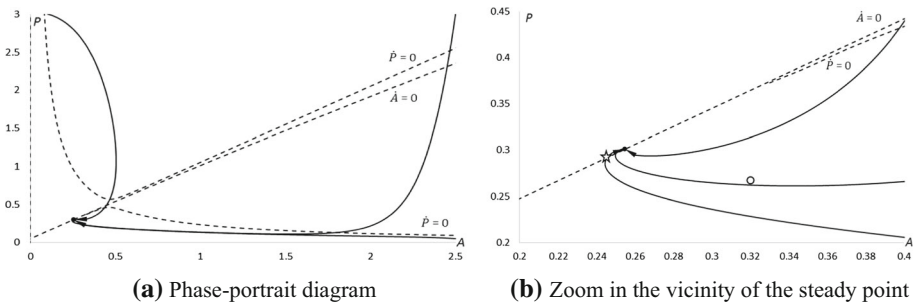 3
2.5
2
1.5
1
0.5
0
P
Ṗ = 0
Ȧ = 0
Ṗ = 0
A
0
0.5
1
1.5
2
2.5
(a) Phase-portrait diagram
0.45
0.4
0.35
0.3
0.25
0.2
P
Ȧ = 0
Ṗ = 0
A
0.2
0.22
0.24
0.26
0.28
0.3
0.32
0.34
0.36
0.38
0.4
(b) Zoom in the vicinity of the steady point